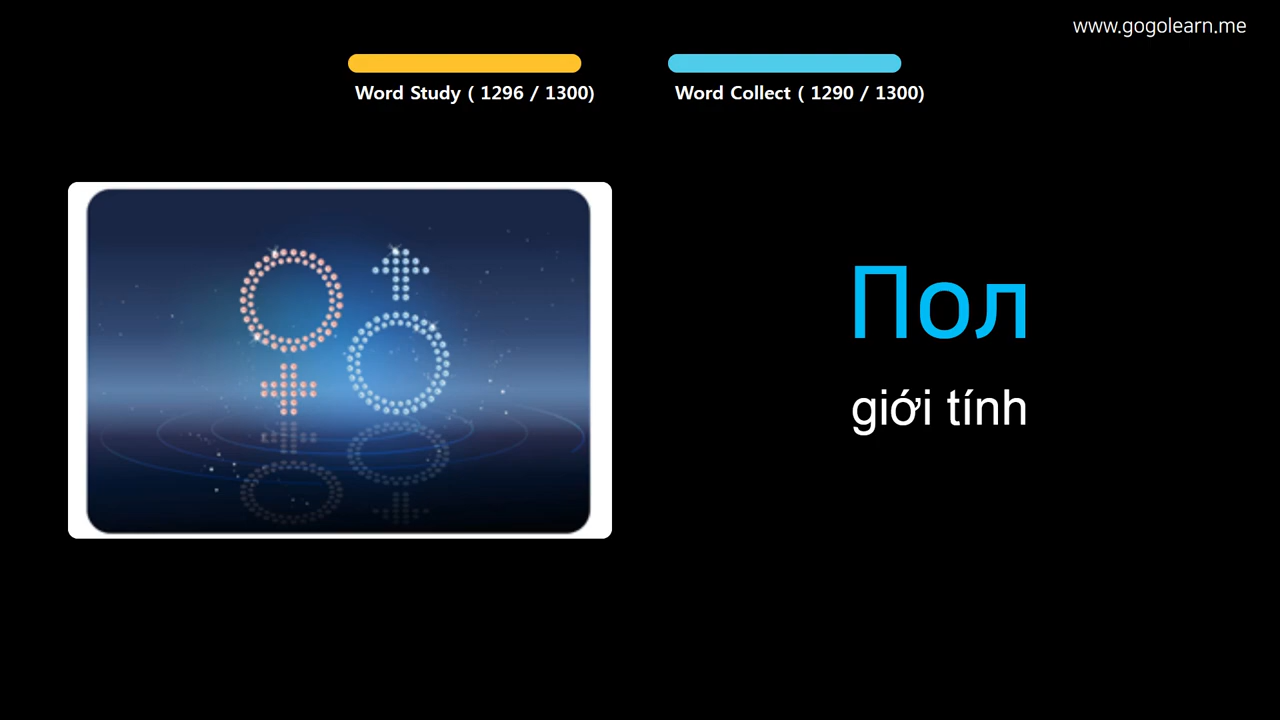 www.gogolearn.me
Word Study ( 1296 / 1300)
Word Collect ( 1290 / 1300)
Пол
giới tính